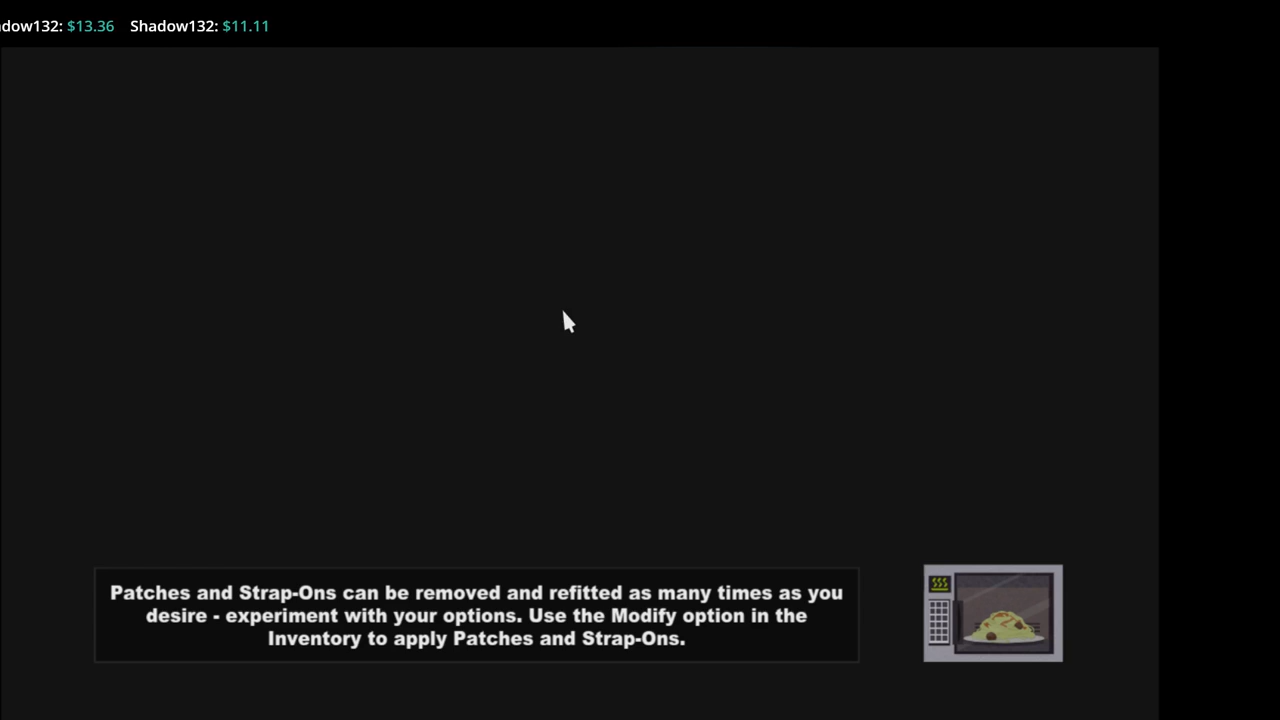 dow132: $13.36 Shadow132: $11.11
Patches and Strap-Ons can be removed and refitted as many times as you
desire - experiment with your options. Use the Modify option in the
Inventory to apply Patches and Strap-Ons.